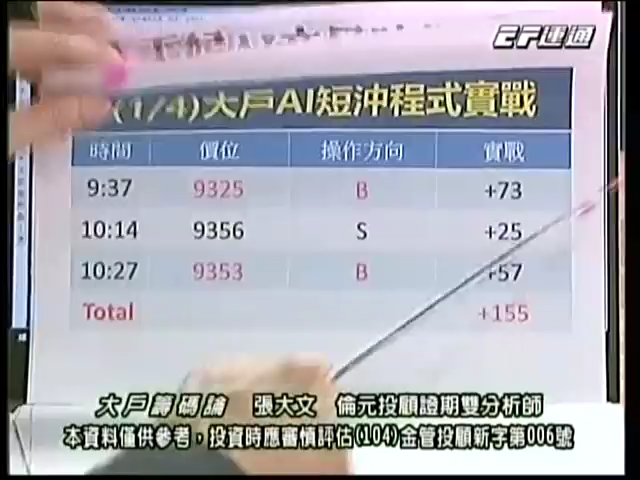 EF建通
(1/4)大戶AI短沖程式實戰
時間 價位 操作方向 實戰
9:37 9325 B +73
10:14 9356 S +25
10:27 9353 B +57
Total +155
大戶籌碼論 張大文 倫元投顧證期雙分析師
本資料僅供參考，投資時應審慎評估(104)金管投顧新字第006號